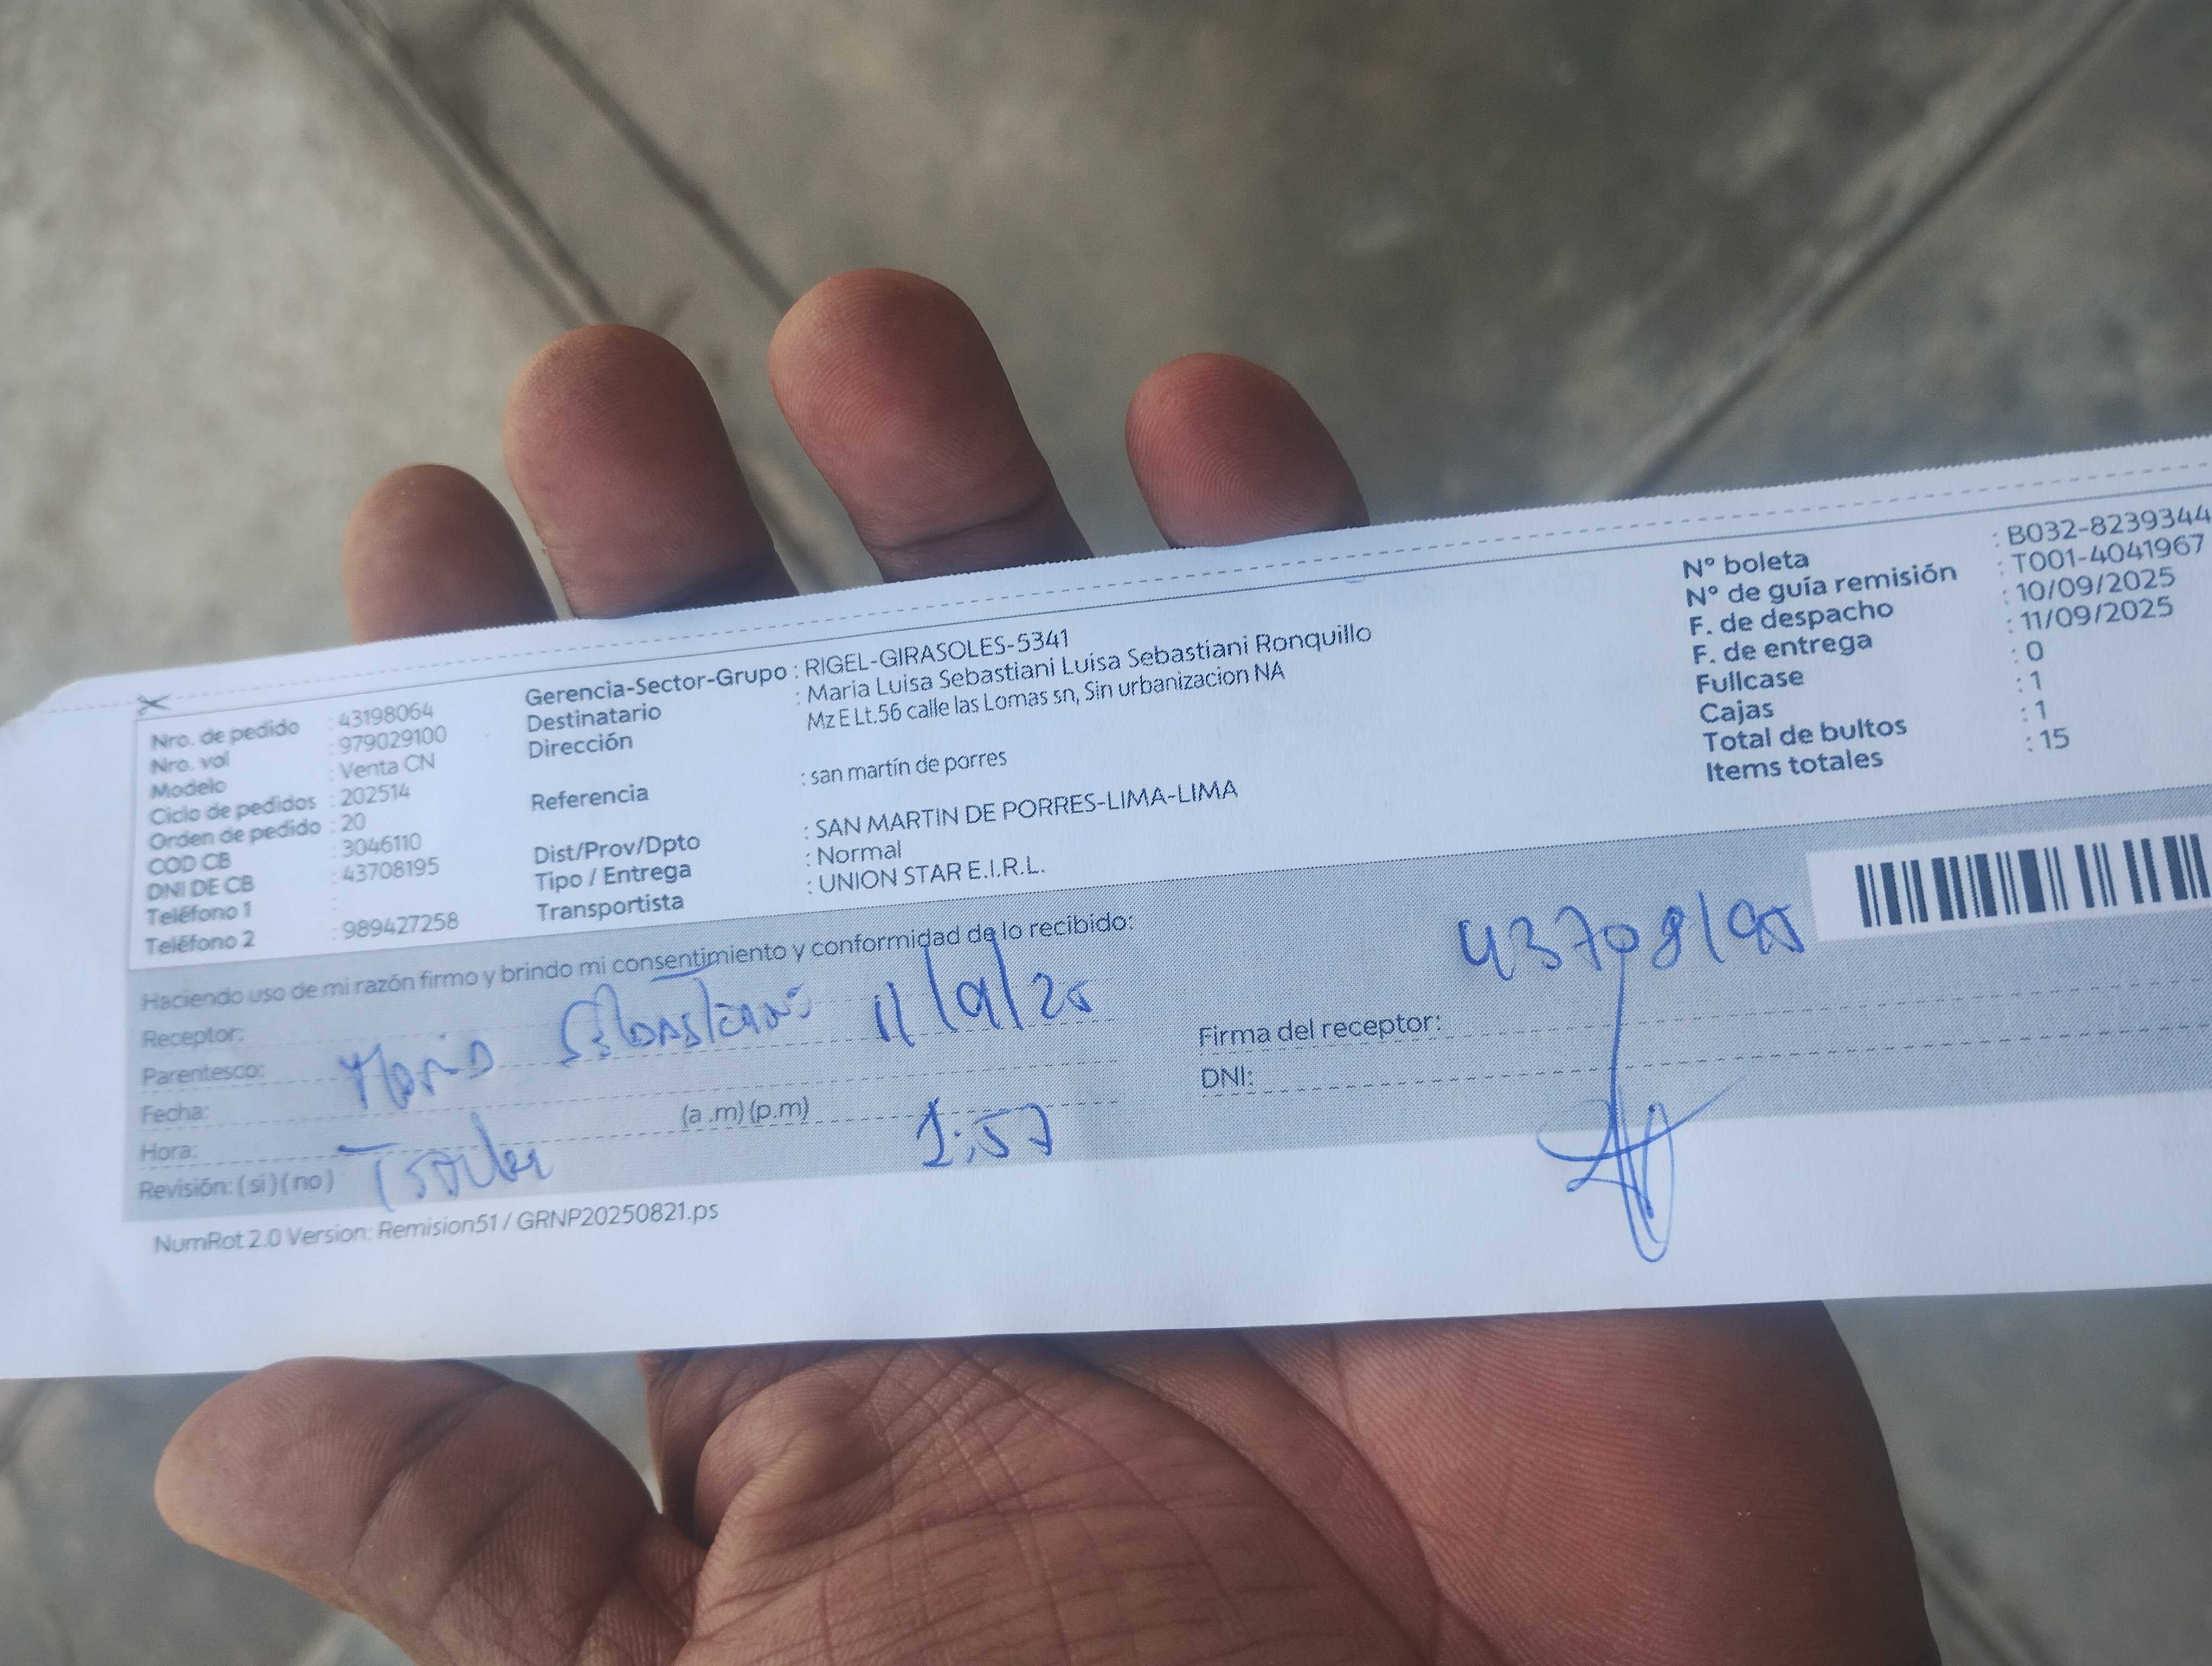 Nro. de pedido : 43198064
Nro. vol : 979029100
Modelo : Venta CN
Ciclo de pedidos : 202514
Orden de pedido : 20
COD CB : 3046110
DNI DE CB : 43708195
Teléfono 1 :
Teléfono 2 : 989427258
Gerencia-Sector-Grupo : RIGEL-GIRASOLES-5341
Destinatario : Maria Luisa Sebastiani Luisa Sebastiani Ronquillo
Dirección Mz E Lt.56 calle las Lomas sn, Sin urbanizacion NA
Referencia : san martin de porres
Dist/Prov/Dpto : SAN MARTIN DE PORRES-LIMA-LIMA
Tipo / Entrega : Normal
Transportista : UNION STAR E.I.R.L.
N° boleta : B032-8239344
N° de guía remisión : T001-4041967
F. de despacho : 10/09/2025
F. de entrega : 11/09/2025
Fullcase : 0
Cajas : 1
Total de bultos : 1
Items totales : 15
Haciendo uso de mi razón firmo y brindo mi consentimiento y conformidad de lo recibido:
Receptor:
Parentesco:
Fecha:
Hora: (a .m) (p.m)
Revisión: ( si ) ( no )
Maria Sebastiani 11/9/25
Titular 1:57
43708195
Firma del receptor:
DNI:
NumRot 2.0 Version: Remision51 / GRNP20250821.ps